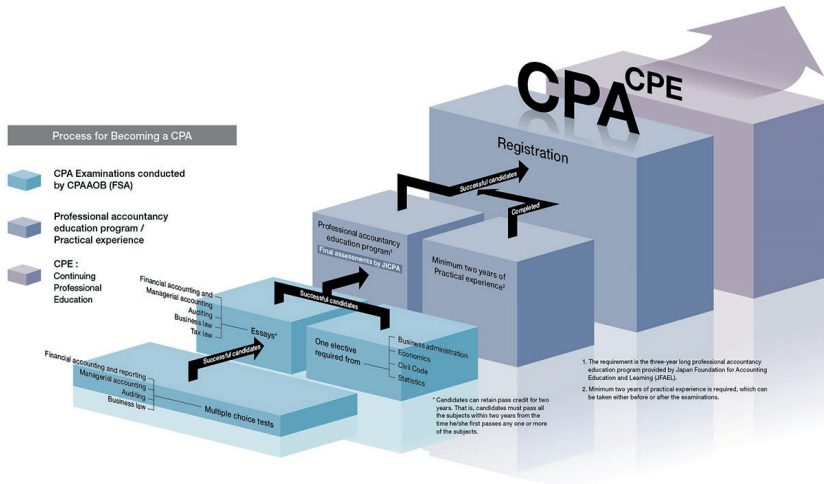 Process for Becoming a CPA
CPA Examinations conducted
by CPAAOB (FSA)
Professional accountancy
education program /
Practical experience
CPE :
Continuing
Professional
Education
Financial accounting and reporting
Managerial accounting
Auditing
Business law
Multiple choice tests
Successful candidates
Financial accounting and
Managerial accounting
Auditing
Business law
Tax law
Essays*
One elective
required from
Business administration
Economics
Civil Code
Statistics
Successful candidates
Professional accountancy
education program¹
Final assessments by JICPA
Minimum two years of
Practical experience²
Successful candidates
Completed
Registration
CPA
CPE
* Candidates can retain pass credit for two
years. That is, candidates must pass all
the subjects within two years from the
time he/she first passes any one or more
of the subjects.
1. The requirement is the three-year long professional accountancy
education program provided by Japan Foundation for Accounting
Education and Learning (JFAEL).
2. Minimum two years of practical experience is required, which can
be taken either before or after the examinations.